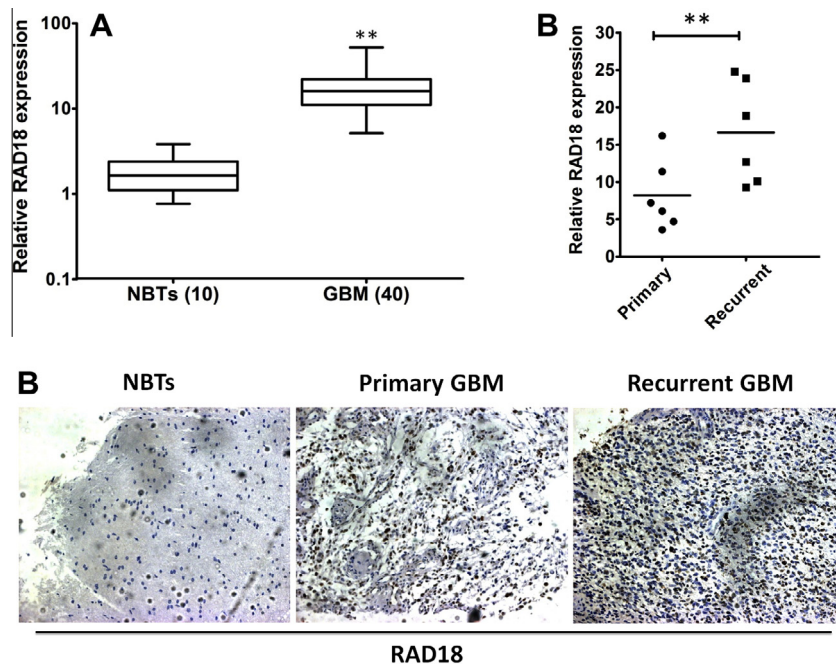 A
Relative RAD18 expression
100
10
1
0.1
**
NBTs (10)
GBM (40)
B
Relative RAD18 expression
30
25
20
15
10
5
0
**
Primary
Recurrent
B
NBTs
Primary GBM
Recurrent GBM
RAD18